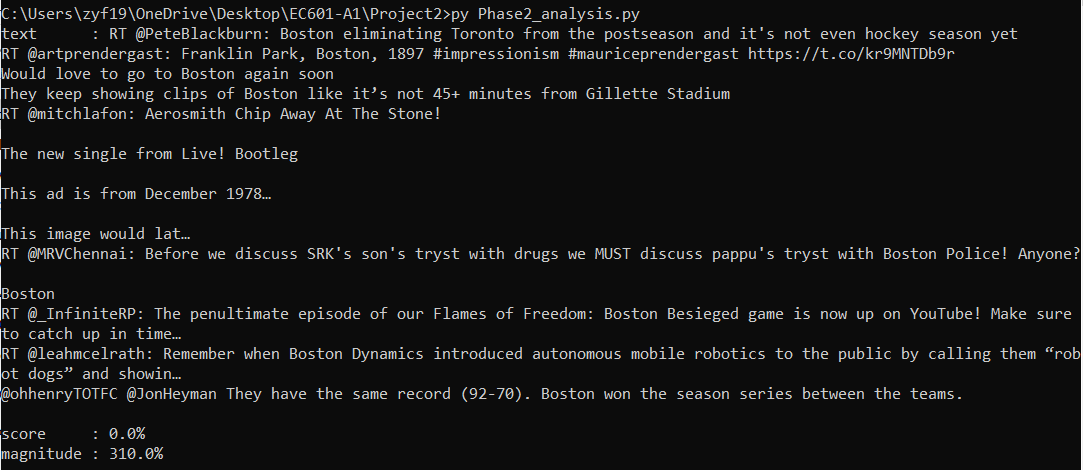 C:\Users\zyf19\OneDrive\Desktop\EC601-A1\Project2>py Phase2_analysis.py
text      : RT @PeteBlackburn: Boston eliminating Toronto from the postseason and it's not even hockey season yet
RT @artprendergast: Franklin Park, Boston, 1897 #impressionism #mauriceprendergast https://t.co/kr9MNTDb9r
Would love to go to Boston again soon
They keep showing clips of Boston like it’s not 45+ minutes from Gillette Stadium
RT @mitchlafon: Aerosmith Chip Away At The Stone!
The new single from Live! Bootleg
This ad is from December 1978…
This image would lat…
RT @MRVChennai: Before we discuss SRK's son's tryst with drugs we MUST discuss pappu's tryst with Boston Police! Anyone?
Boston
RT @_InfiniteRP: The penultimate episode of our Flames of Freedom: Boston Besieged game is now up on YouTube! Make sure
to catch up in time…
RT @leahmcelrath: Remember when Boston Dynamics introduced autonomous mobile robotics to the public by calling them “rob
ot dogs” and showin…
@ohhenryTOTFC @JonHeyman They have the same record (92-70). Boston won the season series between the teams.
score     : 0.0%
magnitude : 310.0%